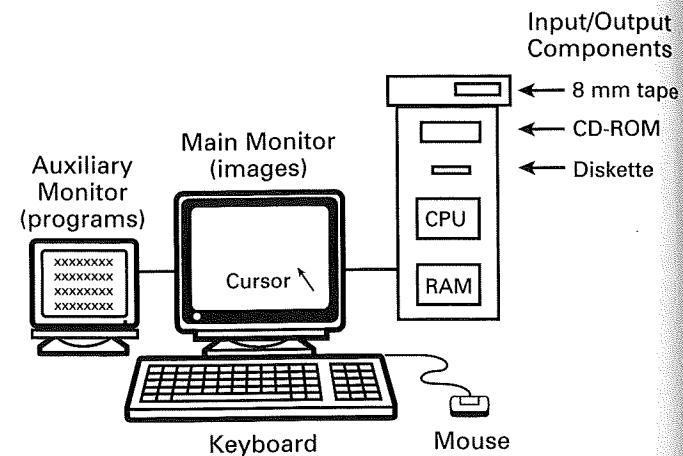 Input/Output
Components
8 mm tape
CD-ROM
Diskette
Main Monitor
(images)
Auxiliary
Monitor
(programs)
CPU
RAM
xxxxxxxx
xxxxxxxx
xxxxxxxx
xxxxxxxx
Cursor
Keyboard
Mouse